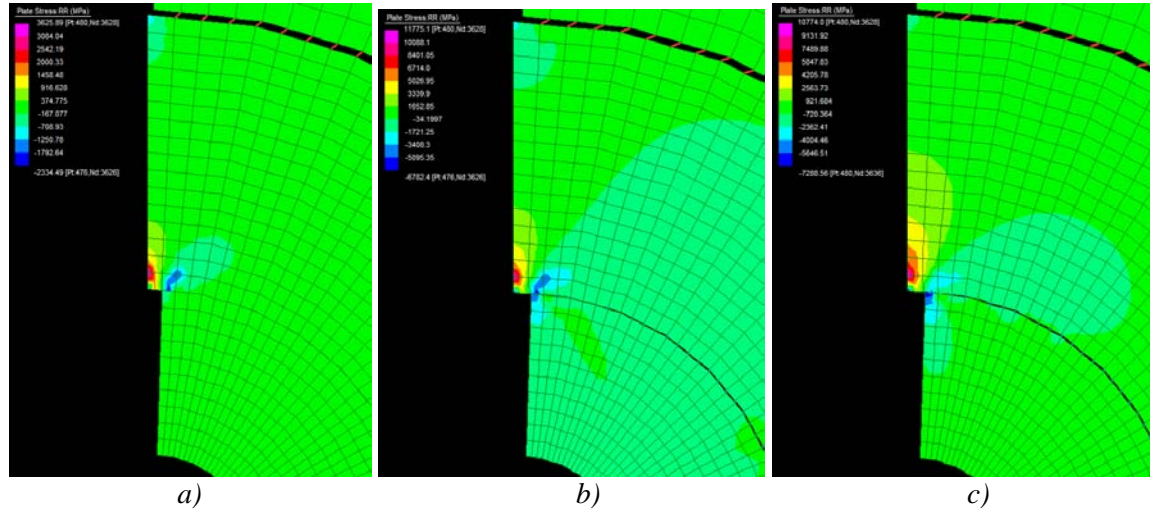 Plate Stress:RR (MPa)
3625.89 [Pt:480,Nd:3628]
3084.04
2542.19
2000.33
1458.48
916.628
374.775
-167.077
-708.93
-1250.78
-1792.64
-2334.49 [Pt:476,Nd:3626]
a)
Plate Stress:RR (MPa)
11775.1 [Pt:480,Nd:3628]
10088.1
8401.05
6714.0
5026.95
3339.9
1652.85
-34.1997
-1721.25
-3408.3
-5095.35
-6782.4 [Pt:476,Nd:3626]
b)
Plate Stress:RR (MPa)
10774.0 [Pt:480,Nd:3628]
9131.92
7489.88
5847.83
4205.78
2563.73
921.684
-720.364
-2362.41
-4004.46
-5646.51
-7288.56 [Pt:480,Nd:3636]
c)